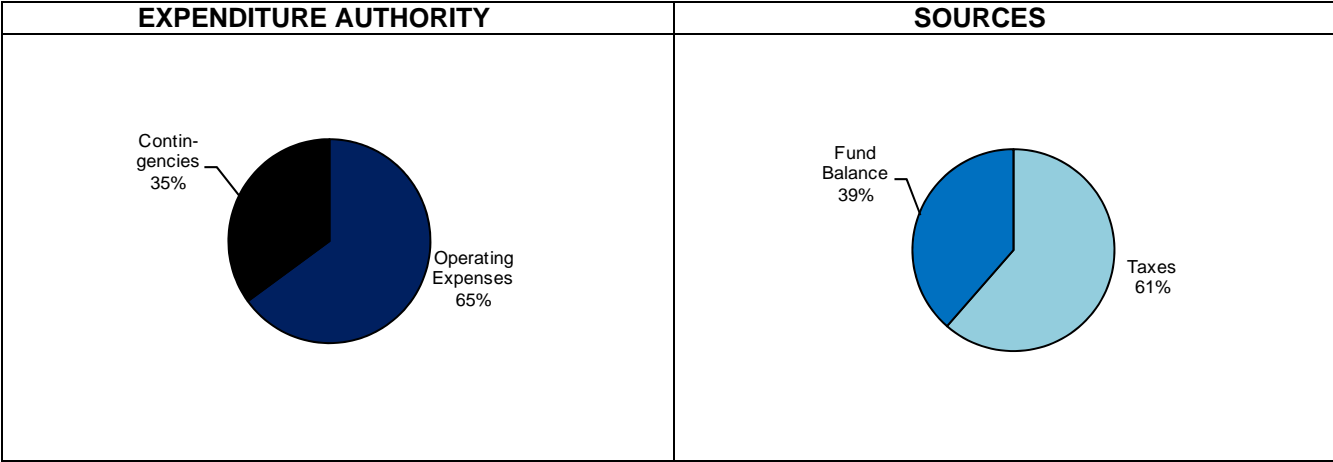 EXPENDITURE AUTHORITY
Contin-
gencies
35%
Operating
Expenses
65%
SOURCES
Fund
Balance
39%
Taxes
61%